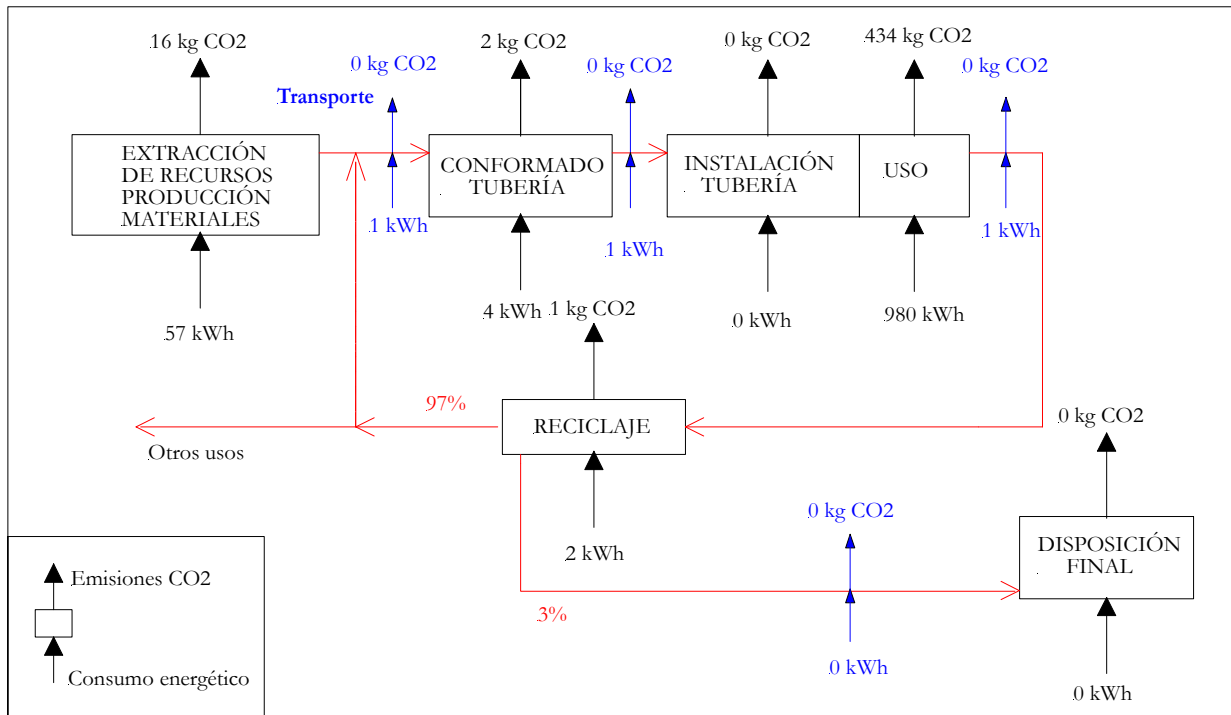 16 kg CO2
2 kg CO2
0 kg CO2
434 kg CO2
0 kg CO2
0 kg CO2
0 kg CO2
Transporte
EXTRACCIÓN
DE RECURSOS
PRODUCCIÓN
MATERIALES
CONFORMADO
TUBERÍA
INSTALACIÓN
TUBERÍA
USO
1 kWh
1 kWh
1 kWh
57 kWh
4 kWh
0 kWh
980 kWh
1 kg CO2
97%
RECICLAJE
Otros usos
0 kg CO2
2 kWh
0 kg CO2
DISPOSICIÓN
FINAL
3%
0 kWh
0 kWh
Emisiones CO2
Consumo energético